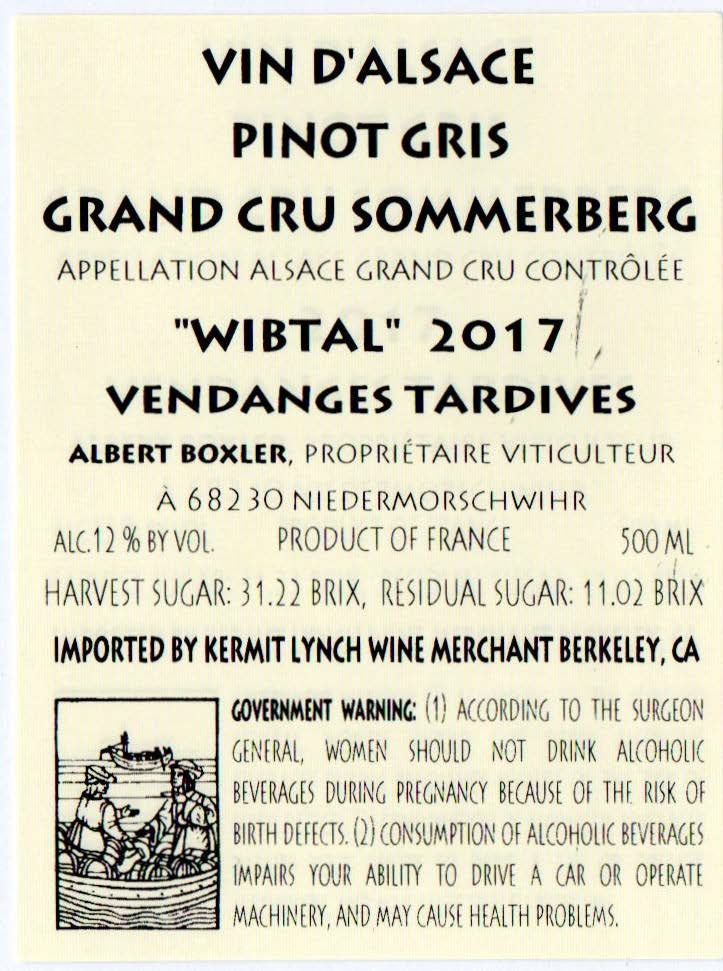 VIN D'ALSACE
PINOT GRIS
GRAND CRU SOMMERBERG
APPELLATION ALSACE GRAND CRU CONTRÔLÉE
"WIBTAL" 2017
VENDANGES TARDIVES
ALBERT BOXLER, PROPRIÉTAIRE VITICULTEUR
À 68230 NIEDERMORSCHWIHR
ALC.12 % BY VOL. PRODUCT OF FRANCE 500 ML
HARVEST SUGAR: 31.22 BRIX, RESIDUAL SUGAR: 11.02 BRIX
IMPORTED BY KERMIT LYNCH WINE MERCHANT BERKELEY, CA
GOVERNMENT WARNING: (1) ACCORDING TO THE SURGEON
GENERAL, WOMEN SHOULD NOT DRINK ALCOHOLIC
BEVERAGES DURING PREGNANCY BECAUSE OF THE RISK OF
BIRTH DEFECTS. (2) CONSUMPTION OF ALCOHOLIC BEVERAGES
IMPAIRS YOUR ABILITY TO DRIVE A CAR OR OPERATE
MACHINERY, AND MAY CAUSE HEALTH PROBLEMS.